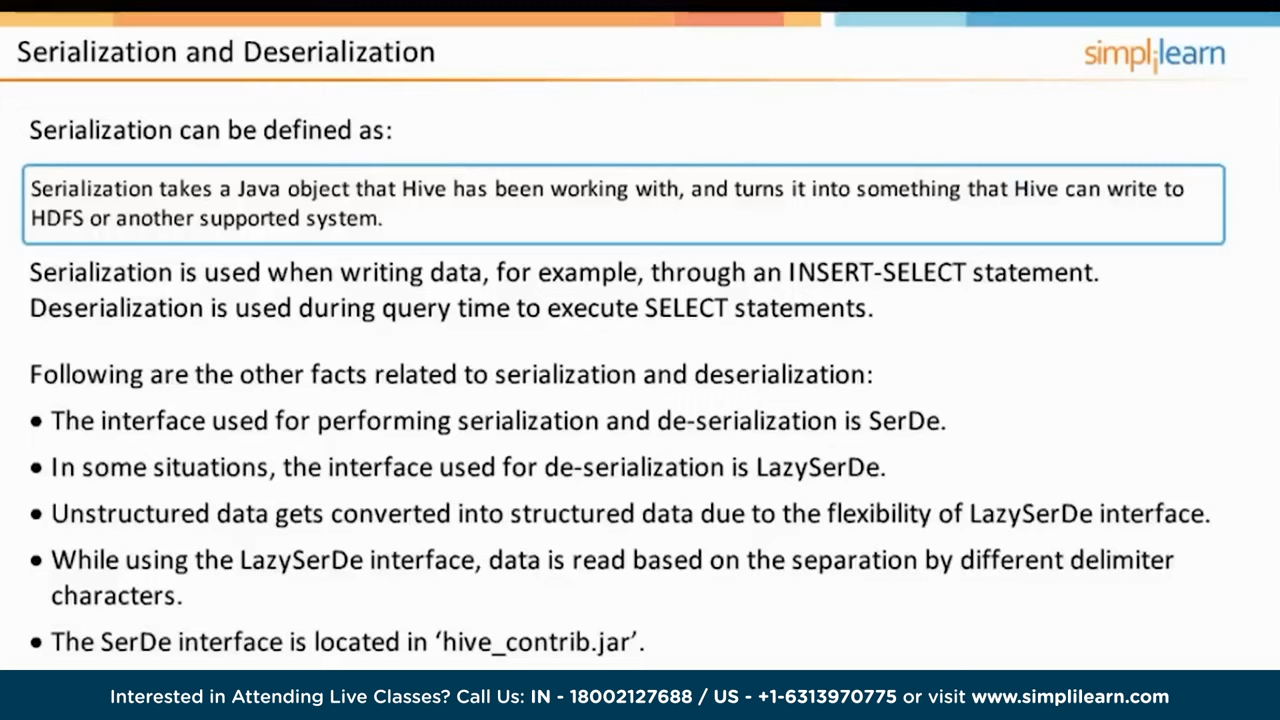 Serialization and Deserialization
simplilearn
Serialization can be defined as:
Serialization takes a Java object that Hive has been working with, and turns it into something that Hive can write to
HDFS or another supported system.
Serialization is used when writing data, for example, through an INSERT-SELECT statement.
Deserialization is used during query time to execute SELECT statements.
Following are the other facts related to serialization and deserialization:
• The interface used for performing serialization and de-serialization is SerDe.
• In some situations, the interface used for de-serialization is LazySerDe.
• Unstructured data gets converted into structured data due to the flexibility of LazySerDe interface.
• While using the LazySerDe interface, data is read based on the separation by different delimiter
characters.
• The SerDe interface is located in ‘hive_contrib.jar’.
Interested in Attending Live Classes? Call Us: IN - 18002127688 / US - +1-6313970775 or visit www.simplilearn.com